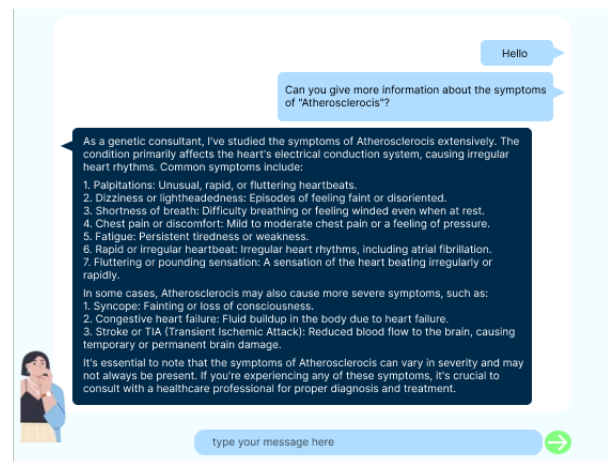 Hello
Can you give more information about the symptoms
of "Atherosclerocis"?
As a genetic consultant, I've studied the symptoms of Atherosclerocis extensively. The
condition primarily affects the heart's electrical conduction system, causing irregular
heart rhythms. Common symptoms include:
1. Palpitations: Unusual, rapid, or fluttering heartbeats.
2. Dizziness or lightheadedness: Episodes of feeling faint or disoriented.
3. Shortness of breath: Difficulty breathing or feeling winded even when at rest.
4. Chest pain or discomfort: Mild to moderate chest pain or a feeling of pressure.
5. Fatigue: Persistent tiredness or weakness.
6. Rapid or irregular heartbeat: Irregular heart rhythms, including atrial fibrillation.
7. Fluttering or pounding sensation: A sensation of the heart beating irregularly or
rapidly.
In some cases, Atherosclerocis may also cause more severe symptoms, such as:
1. Syncope: Fainting or loss of consciousness.
2. Congestive heart failure: Fluid buildup in the body due to heart failure.
3. Stroke or TIA (Transient Ischemic Attack): Reduced blood flow to the brain, causing
temporary or permanent brain damage.
It's essential to note that the symptoms of Atherosclerocis can vary in severity and may
not always be present. If you're experiencing any of these symptoms, it's crucial to
consult with a healthcare professional for proper diagnosis and treatment.
type your message here